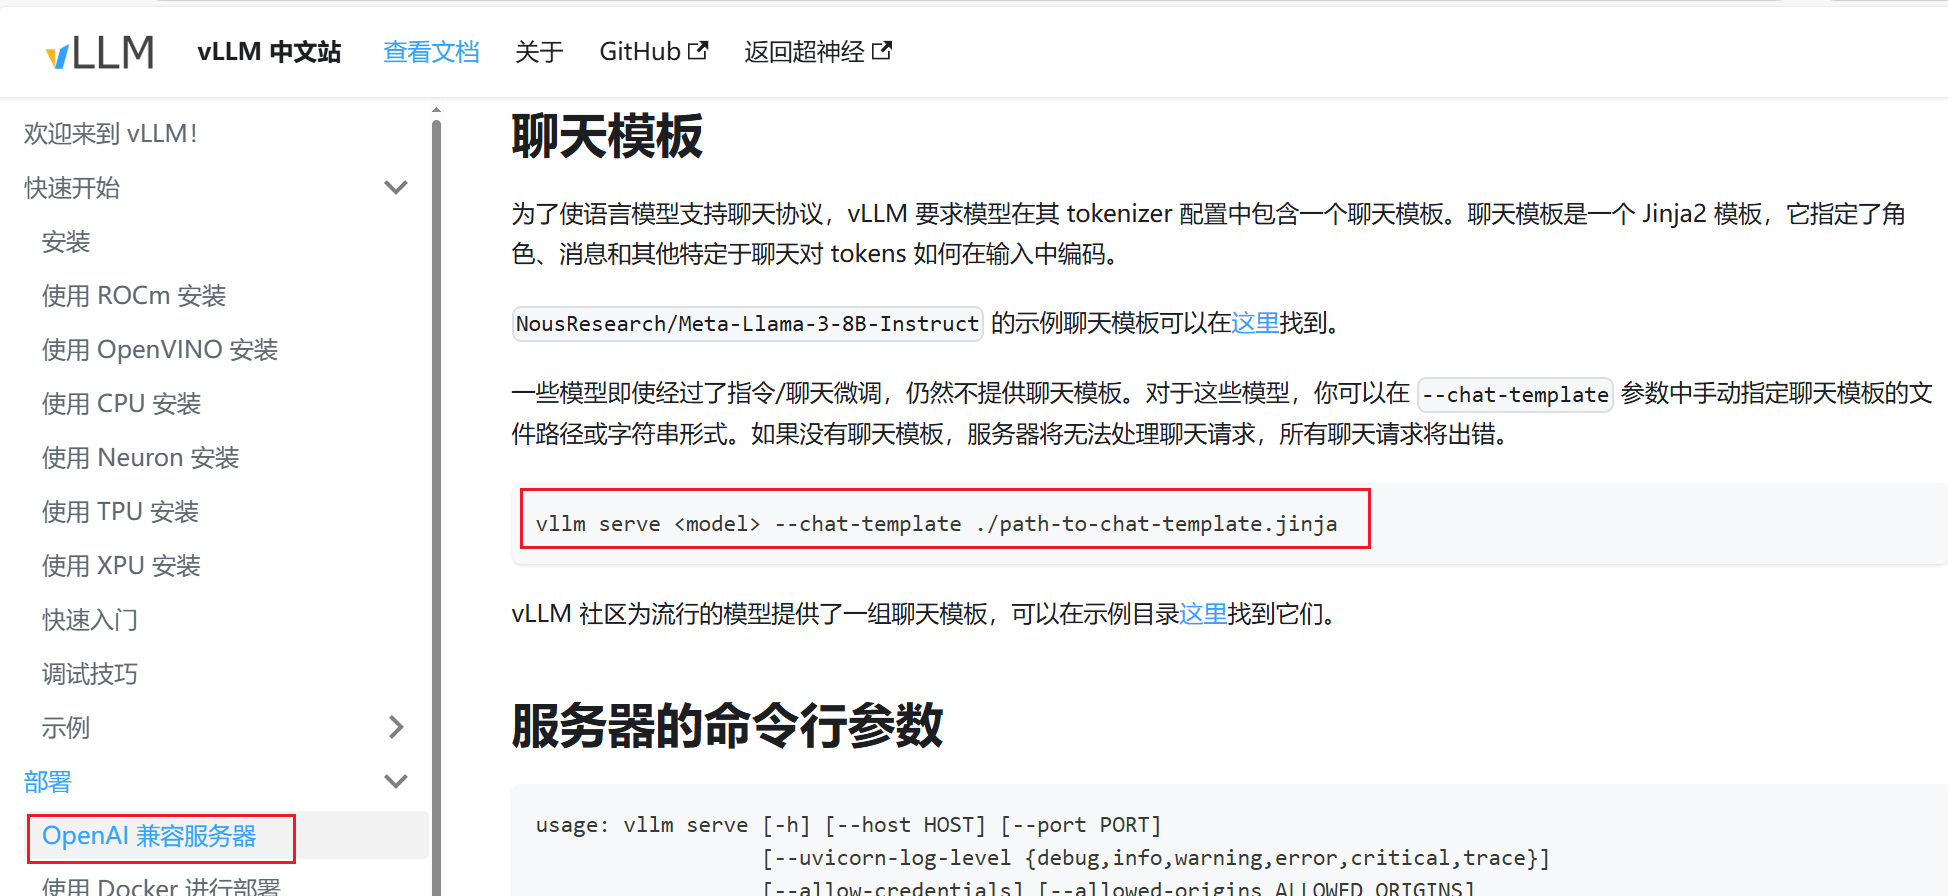 vLLM
vLLM 中文站
查看文档
关于
GitHub
返回超神经
欢迎来到 vLLM！
快速开始
安装
使用 ROCm 安装
使用 OpenVINO 安装
使用 CPU 安装
使用 Neuron 安装
使用 TPU 安装
使用 XPU 安装
快速入门
调试技巧
示例
部署
OpenAI 兼容服务器
使用 Docker 进行部署
聊天模板
为了使语言模型支持聊天协议，vLLM 要求模型在其 tokenizer 配置中包含一个聊天模板。聊天模板是一个 Jinja2 模板，它指定了角
色、消息和其他特定于聊天对 tokens 如何在输入中编码。
NousResearch/Meta-Llama-3-8B-Instruct 的示例聊天模板可以在这里找到。
一些模型即使经过了指令/聊天微调，仍然不提供聊天模板。对于这些模型，你可以在 --chat-template 参数中手动指定聊天模板的文
件路径或字符串形式。如果没有聊天模板，服务器将无法处理聊天请求，所有聊天请求将出错。
vllm serve <model> --chat-template ./path-to-chat-template.jinja
vLLM 社区为流行的模型提供了一组聊天模板，可以在示例目录这里找到它们。
服务器的命令行参数
usage: vllm serve [-h] [--host HOST] [--port PORT]
[--uvicorn-log-level {debug,info,warning,error,critical,trace}]
[--allow-credentials] [--allowed-origins ALLOWED_ORIGINS]